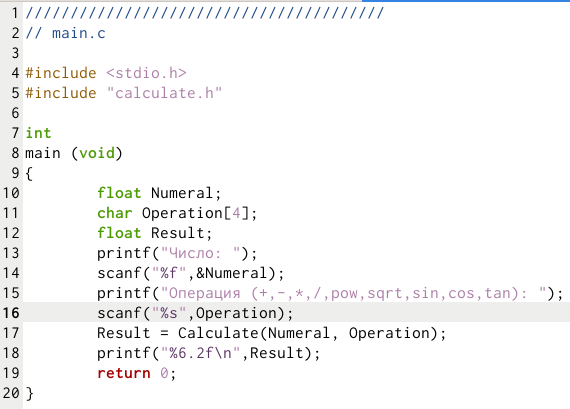 1 ////////////////////////////////////////
2 // main.c
3
4 #include <stdio.h>
5 #include "calculate.h"
6
7 int
8 main (void)
9 {
10 float Numeral;
11 char Operation[4];
12 float Result;
13 printf("Число: ");
14 scanf("%f",&Numeral);
15 printf("Операция (+,-,*,/,pow,sqrt,sin,cos,tan): ");
16 scanf("%s",Operation);
17 Result = Calculate(Numeral, Operation);
18 printf("%6.2f\n",Result);
19 return 0;
20 }